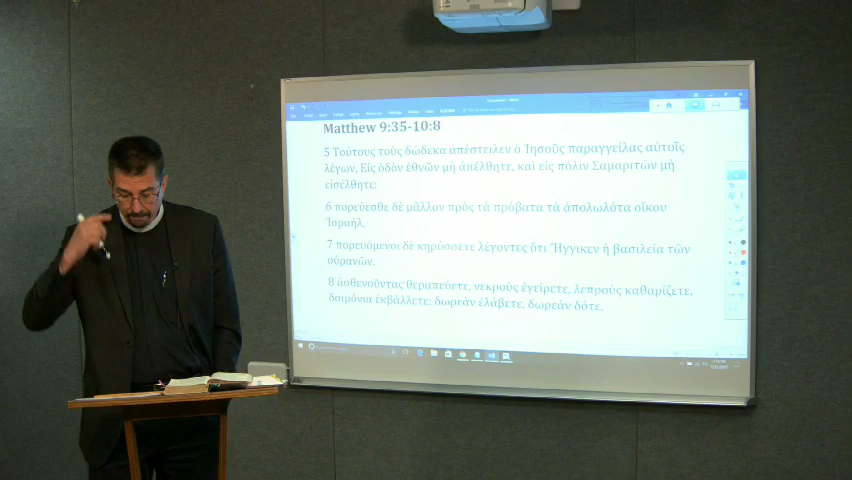 Matthew 9:35-10:8
5 Τούτους τοὺς δώδεκα ἀπέστειλεν ὁ Ἰησοῦς παραγγείλας αὐτοῖς
λέγων, Εἰς ὁδὸν ἐθνῶν μὴ ἀπέλθητε, καὶ εἰς πόλιν Σαμαριτῶν μὴ
εἰσέλθητε·
6 πορεύεσθε δὲ μᾶλλον πρὸς τὰ πρόβατα τὰ ἀπολωλότα οἴκου
Ἰσραήλ.
7 πορευόμενοι δὲ κηρύσσετε λέγοντες ὅτι Ἤγγικεν ἡ βασιλεία τῶν
οὐρανῶν.
8 ἀσθενοῦντας θεραπεύετε, νεκροὺς ἐγείρετε, λεπροὺς καθαρίζετε,
δαιμόνια ἐκβάλλετε· δωρεὰν ἐλάβετε, δωρεὰν δότε.